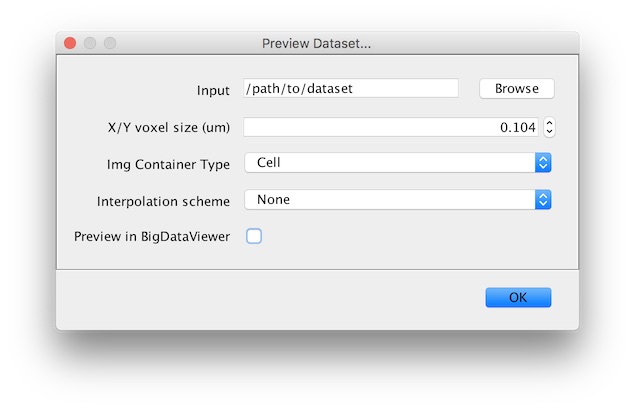 Preview Dataset...
Input /path/to/dataset Browse
X/Y voxel size (um) 0.104
Img Container Type Cell
Interpolation scheme None
Preview in BigDataViewer
OK